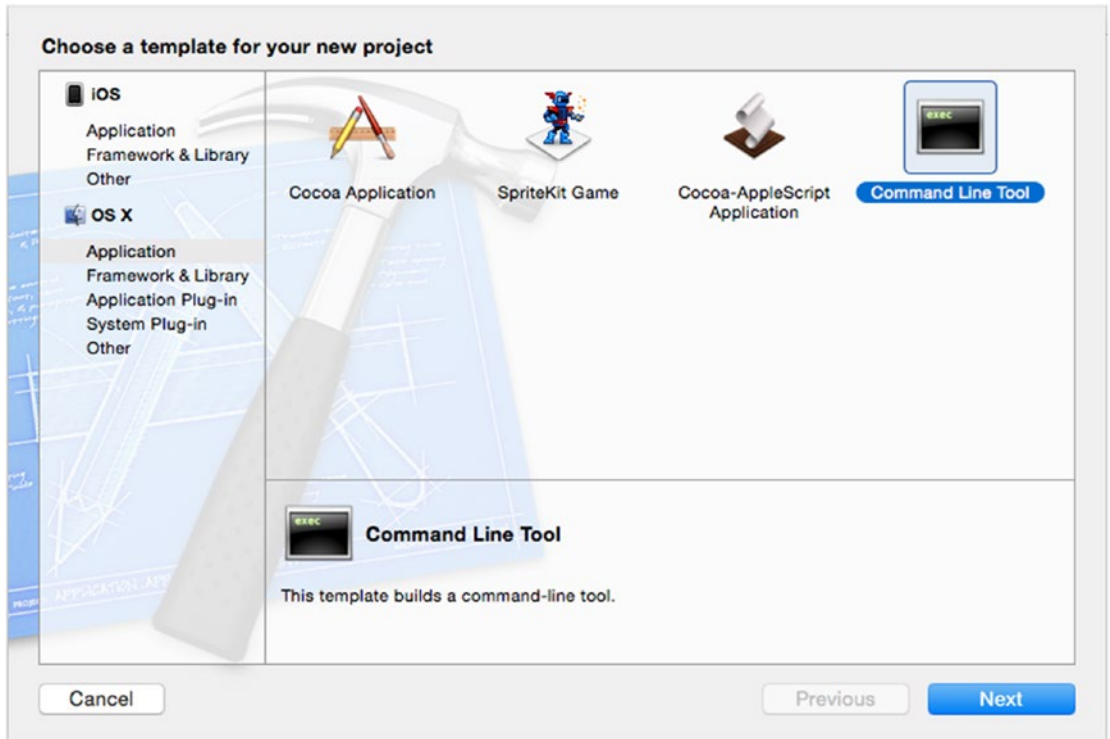 Choose a template for your new project
iOS
Application
Framework & Library
Other
OS X
Application
Framework & Library
Application Plug-in
System Plug-in
Other
Cocoa Application
SpriteKit Game
Cocoa-AppleScript
Application
exec
Command Line Tool
exec
Command Line Tool
This template builds a command-line tool.
APPLICATION APP
Cancel
Previous
Next